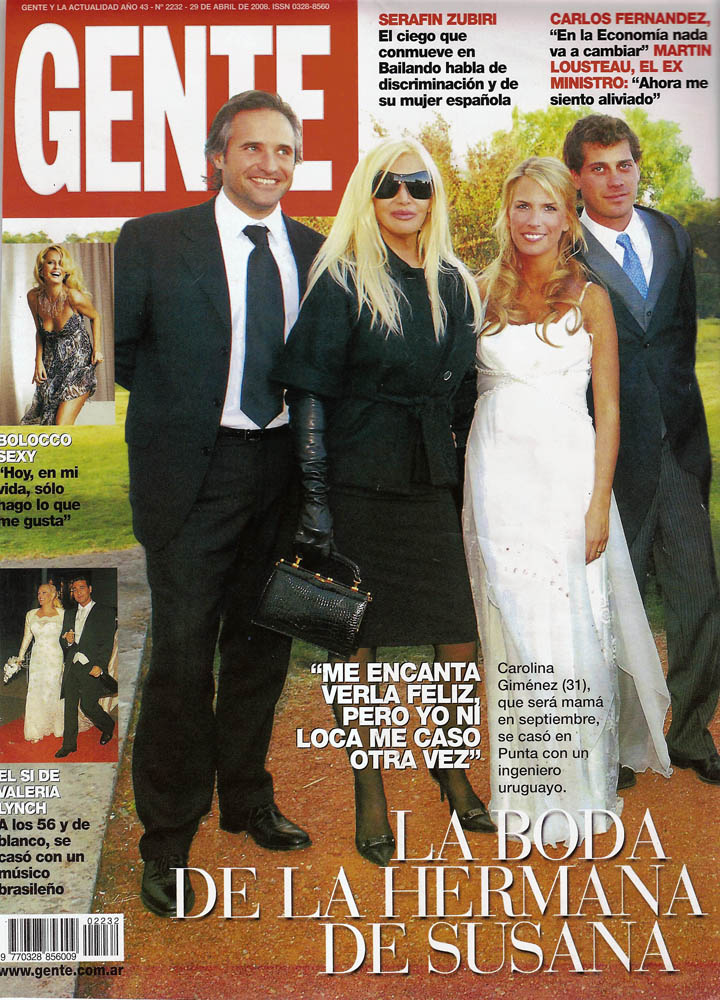 GENTE Y LA ACTUALIDAD AÑO 43 - Nº 2232 - 29 DE ABRIL DE 2008. ISSN 0328-8560
GENTE
SERAFIN ZUBIRI
El ciego que
conmueve en
Bailando habla de
discriminación y de
su mujer española
CARLOS FERNANDEZ,
“En la Economía nada
va a cambiar” MARTIN
LOUSTEAU, EL EX
MINISTRO: “Ahora me
siento aliviado”
BOLOCCO
SEXY
“Hoy, en mi
vida, sólo
hago lo que
me gusta”
EL SI DE
VALERIA
LYNCH
A los 56 y de
blanco, se
casó con un
músico
brasileño
“ME ENCANTA
VERLA FELIZ,
PERO YO NI
LOCA ME CASO
OTRA VEZ”
Carolina
Giménez (31),
que será mamá
en septiembre,
se casó en
Punta con un
ingeniero
uruguayo.
LA BODA
DE LA HERMANA
DE SUSANA
02232
9 770328 856009
www.gente.com.ar